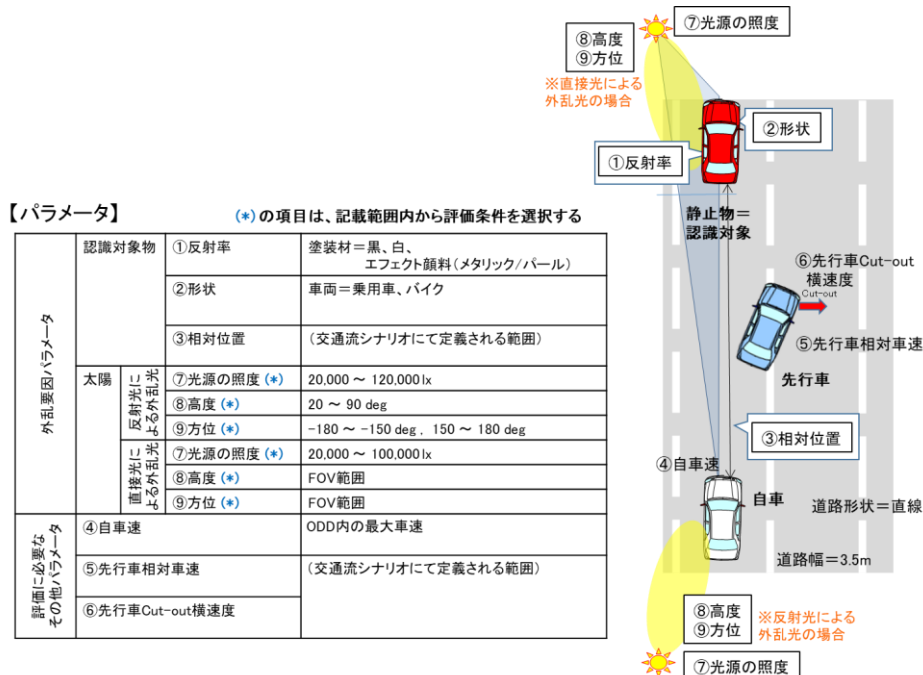 ⑦光源の照度
⑧高度
⑨方位
※直接光による
外乱光の場合
②形状
①反射率
静止物＝
認識対象
⑥先行車Cut-out
横速度
Cut-out
⑤先行車相対車速
先行車
③相対位置
④自車速
自車
道路形状＝直線
道路幅＝3.5m
⑧高度
⑨方位
※反射光による
外乱光の場合
⑦光源の照度
【パラメータ】
(*)の項目は、記載範囲内から評価条件を選択する
外乱要因パラメータ
認識対象物
①反射率
塗装材＝黒、白、
エフェクト顔料(メタリック/パール)
②形状
車両＝乗用車、バイク
③相対位置
(交通流シナリオにて定義される範囲)
太陽
反射光に
よる外乱光
⑦光源の照度(*)
20,000 ～ 120,000lx
⑧高度(*)
20 ～ 90 deg
⑨方位(*)
-180 ～ -150 deg , 150 ～ 180 deg
直接光に
よる外乱光
⑦光源の照度(*)
20,000 ～ 100,000lx
⑧高度(*)
FOV範囲
⑨方位(*)
FOV範囲
評価に必要な
その他パラメータ
④自車速
ODD内の最大車速
⑤先行車相対車速
(交通流シナリオにて定義される範囲)
⑥先行車Cut-out横速度